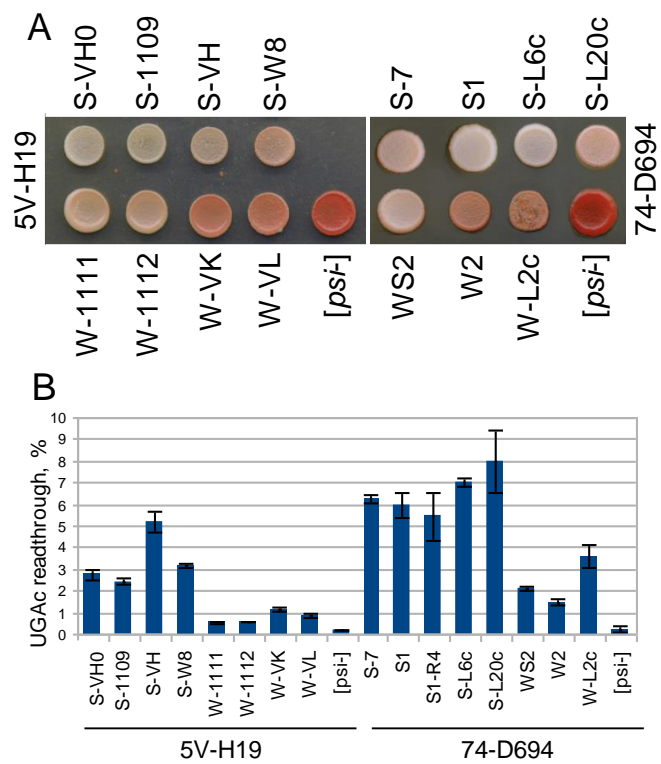 A
S-VH0 S-1109 S-VH S-W8 S-7 S1 S-L6c S-L20c
5V-H19 74-D694
W-1111 W-1112 W-VK W-VL [psi-] WS2 W2 W-L2c [psi-]
B
UGAc readthrough, %
10
9
8
7
6
5
4
3
2
1
0
S-VH0 S-1109 S-VH S-W8 W-1111 W-1112 W-VK W-VL [psi-] S-7 S1 S1-R4 S-L6c S-L20c WS2 W2 W-L2c [psi-]
5V-H19 74-D694